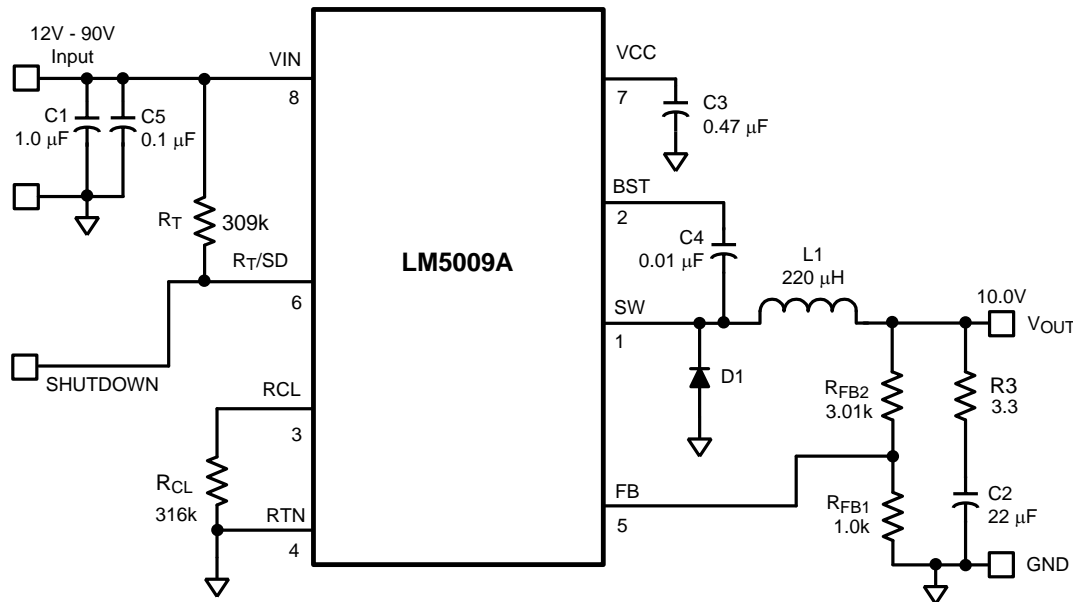 12V - 90V
Input
VIN
8
C1
1.0 µF
C5
0.1 µF
RT
309k
RT/SD
6
SHUTDOWN
RCL
3
RCL
316k
RTN
4
LM5009A
VCC
7
C3
0.47 µF
BST
2
C4
0.01 µF
L1
220 µH
SW
1
D1
10.0V
VOUT
RFB2
3.01k
R3
3.3
FB
5
RFB1
1.0k
C2
22 µF
GND